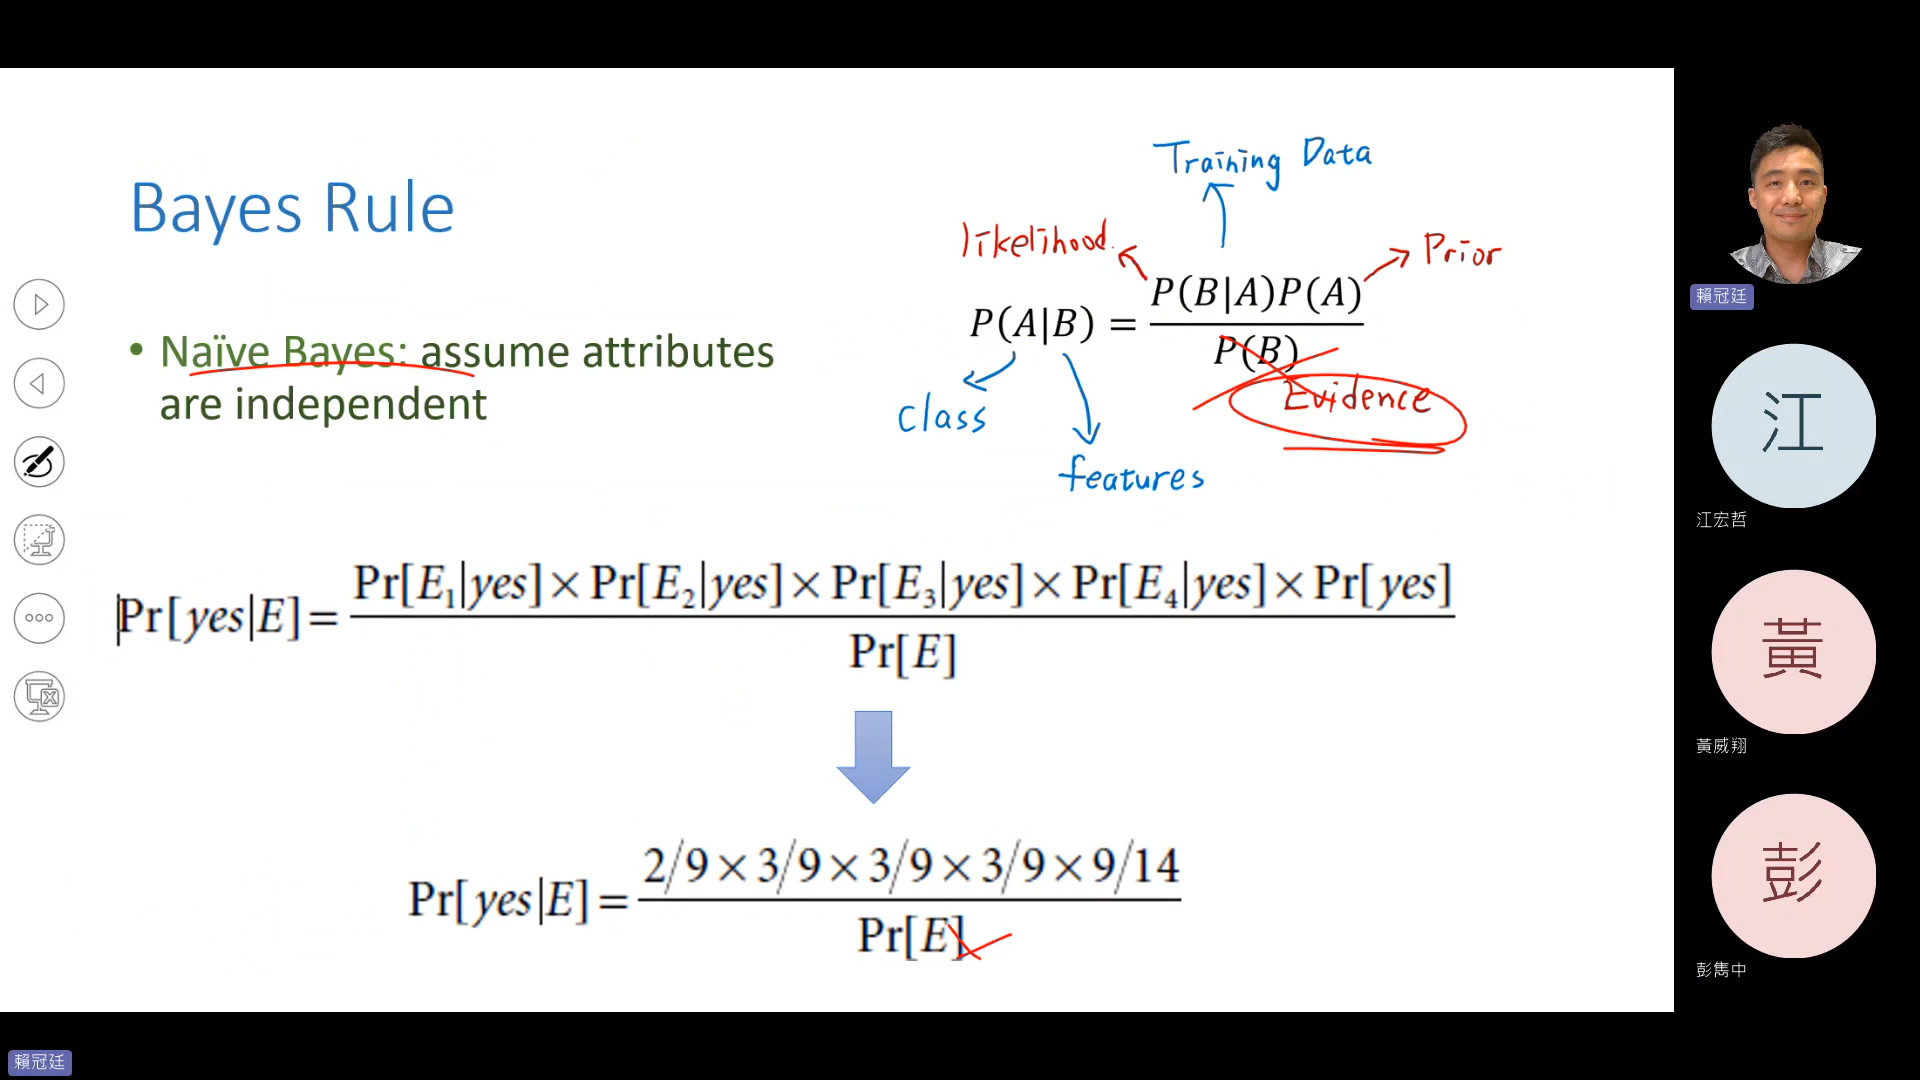 Bayes Rule
Training Data
likelihood.
Prior
P(A|B) = P(B|A)P(A) / P(B)
Evidence
class
features
• Naïve Bayes: assume attributes
are independent
Pr[yes|E] = Pr[E₁|yes] × Pr[E₂|yes] × Pr[E₃|yes] × Pr[E₄|yes] × Pr[yes] / Pr[E]
Pr[yes|E] = 2/9 × 3/9 × 3/9 × 3/9 × 9/14 / Pr[E]
賴冠廷
江
江宏哲
黃
黃威翔
彭
彭雋中
賴冠廷